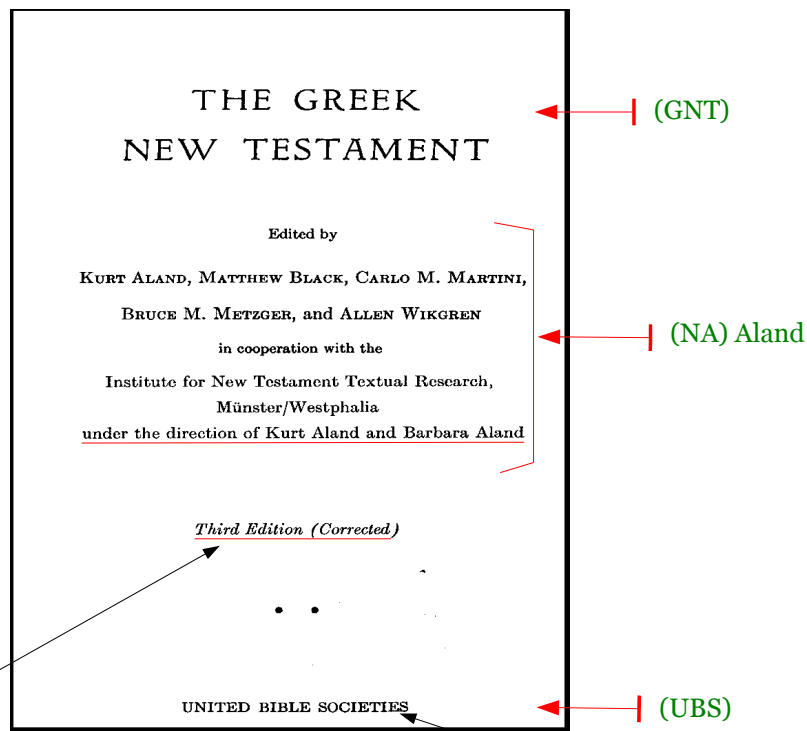 THE GREEK
(GNT)
NEW TESTAMENT
Edited by
KURT ALAND, MATTHEW BLACK, CARLO M. MARTINI,
BRUCE M. METZGER, and ALLEN WIKGREN
(NA) Aland
in cooperation with the
Institute for New Testament Textual Research,
Münster/Westphalia
under the direction of Kurt Aland and Barbara Aland
Third Edition (Corrected)
UNITED BIBLE SOCIETIES
(UBS)